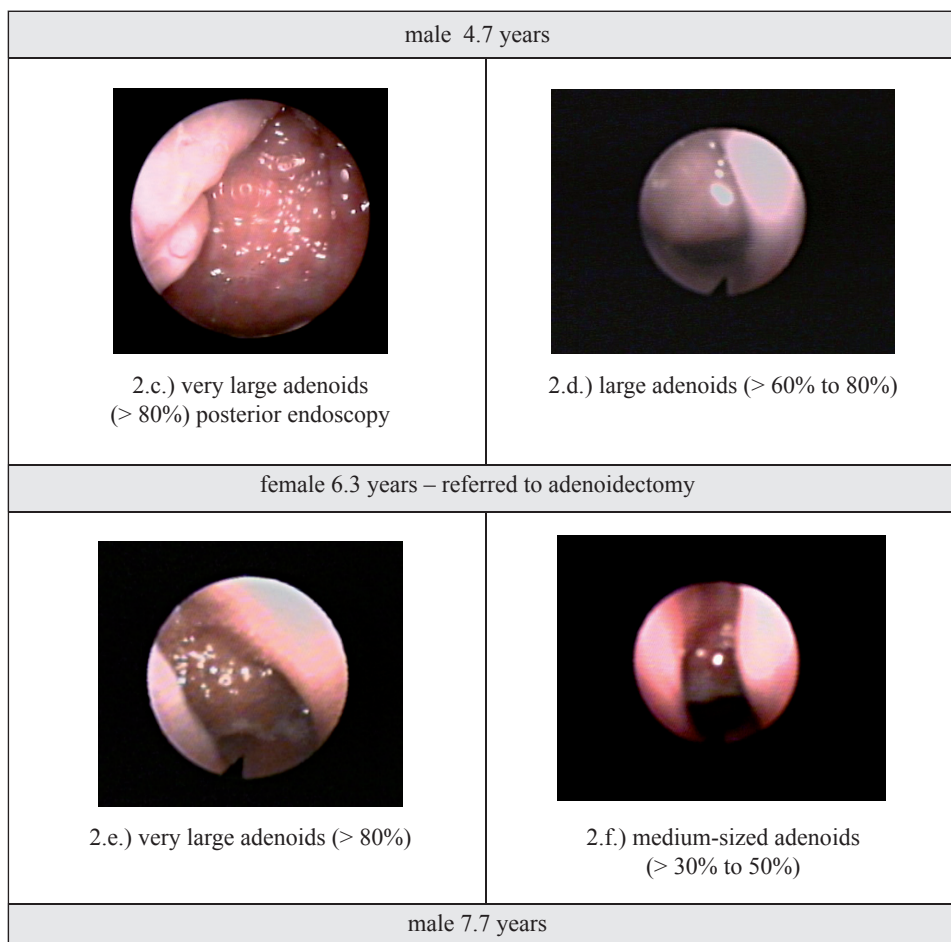 male 4.7 years
2.c.) very large adenoids
(> 80%) posterior endoscopy
2.d.) large adenoids (> 60% to 80%)
female 6.3 years – referred to adenoidectomy
2.e.) very large adenoids (> 80%)
2.f.) medium-sized adenoids
(> 30% to 50%)
male 7.7 years